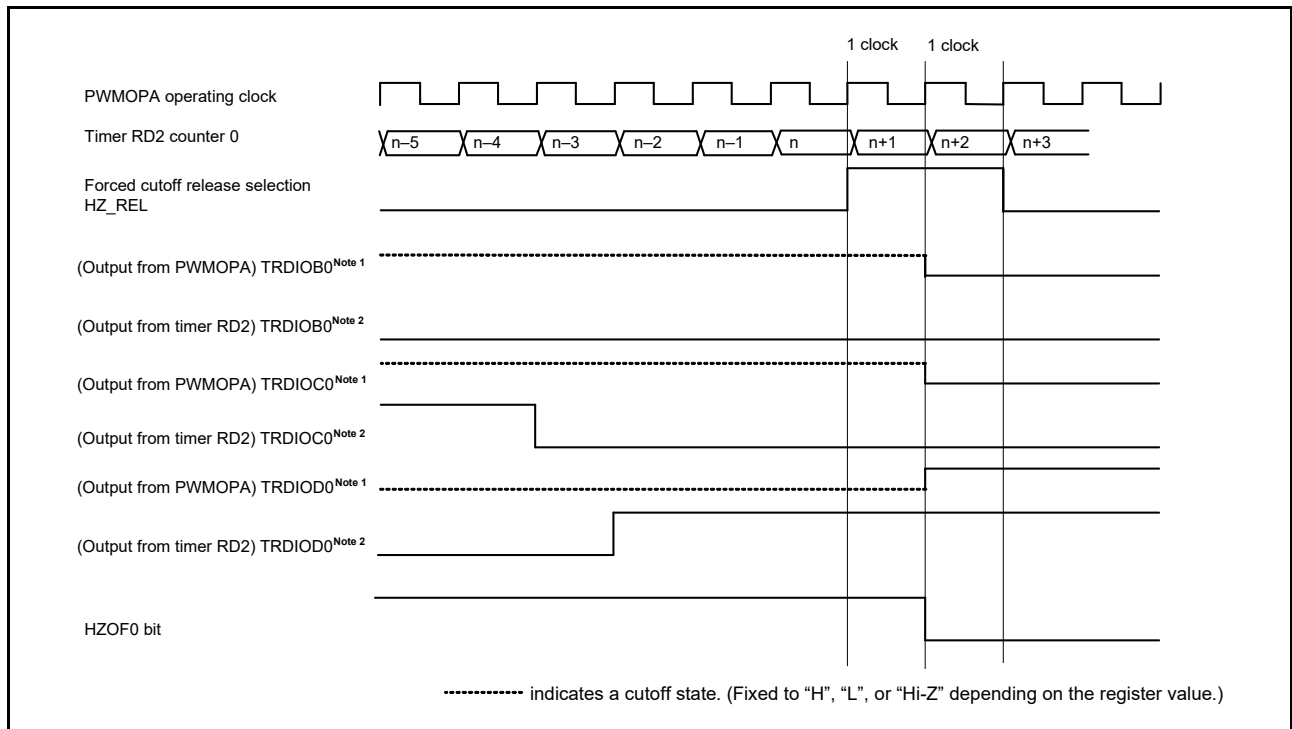 1 clock 1 clock
PWMOPA operating clock
Timer RD2 counter 0
n–5 n–4 n–3 n–2 n–1 n n+1 n+2 n+3
Forced cutoff release selection
HZ_REL
(Output from PWMOPA) TRDIOB0Note 1
(Output from timer RD2) TRDIOB0Note 2
(Output from PWMOPA) TRDIOC0Note 1
(Output from timer RD2) TRDIOC0Note 2
(Output from PWMOPA) TRDIOD0Note 1
(Output from timer RD2) TRDIOD0Note 2
HZOF0 bit
indicates a cutoff state. (Fixed to “H”, “L”, or “Hi-Z” depending on the register value.)